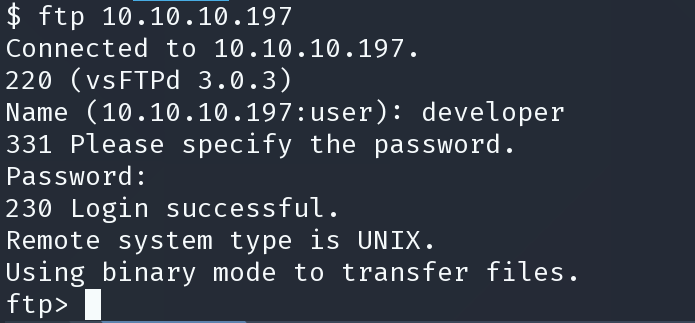 $ ftp 10.10.10.197
Connected to 10.10.10.197.
220 (vsFTPd 3.0.3)
Name (10.10.10.197:user): developer
331 Please specify the password.
Password:
230 Login successful.
Remote system type is UNIX.
Using binary mode to transfer files.
ftp>